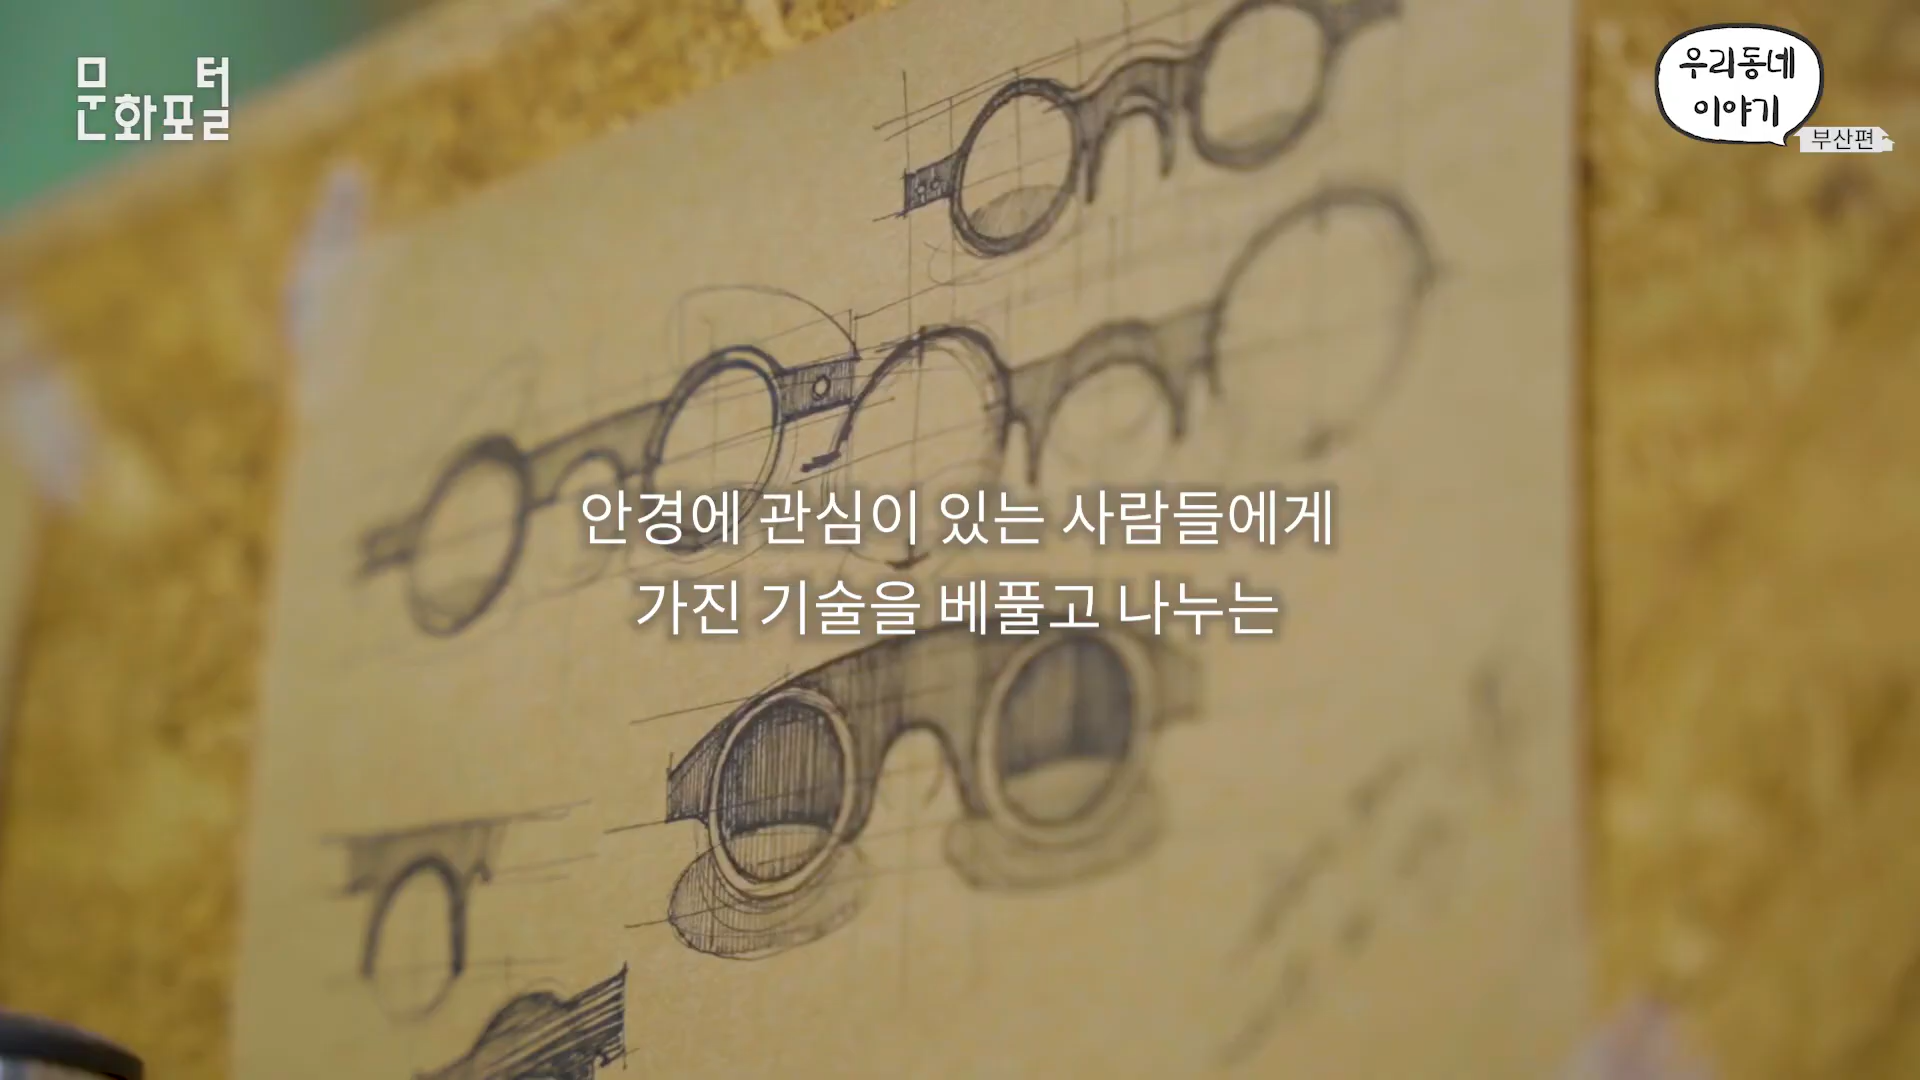 문화포털
우리동네
이야기
부산편
안경에 관심이 있는 사람들에게
가진 기술을 베풀고 나누는